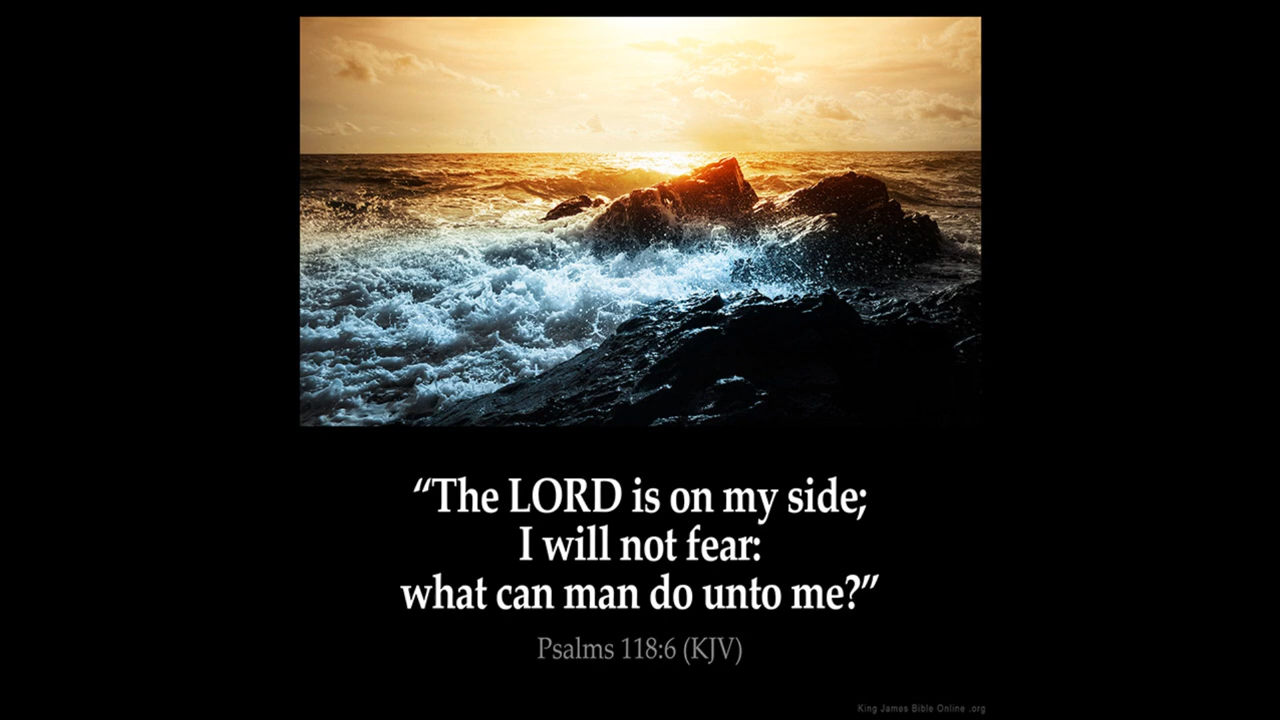 “The LORD is on my side;
I will not fear:
what can man do unto me?”
Psalms 118:6 (KJV)
King James Bible Online .org